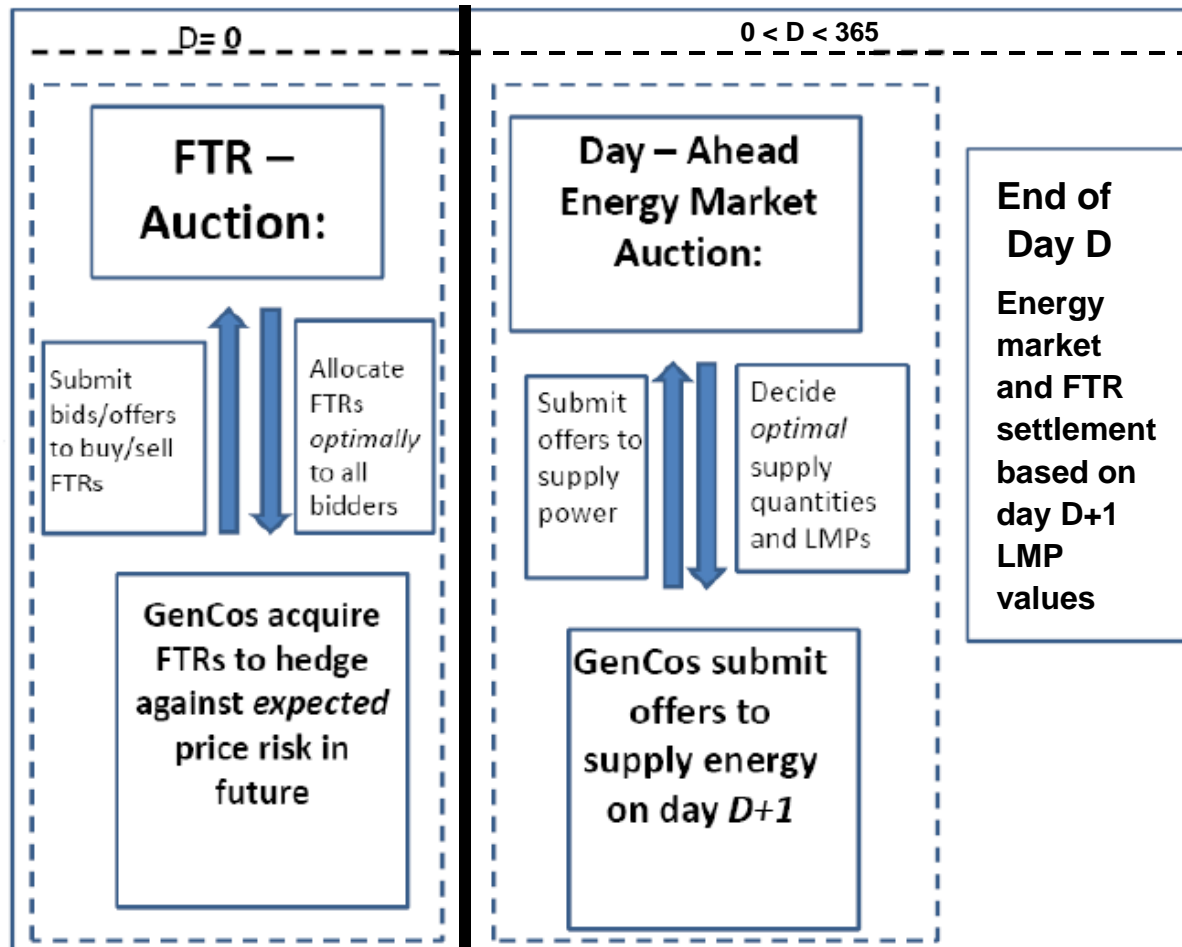 D= 0
0 < D < 365
FTR –
Auction:
Submit
bids/offers
to buy/sell
FTRs
Allocate
FTRs
optimally
to all
bidders
GenCos acquire
FTRs to hedge
against expected
price risk in
future
Day – Ahead
Energy Market
Auction:
Submit
offers to
supply
power
Decide
optimal
supply
quantities
and LMPs
GenCos submit
offers to
supply energy
on day D+1
End of
Day D
Energy
market
and FTR
settlement
based on
day D+1
LMP
values